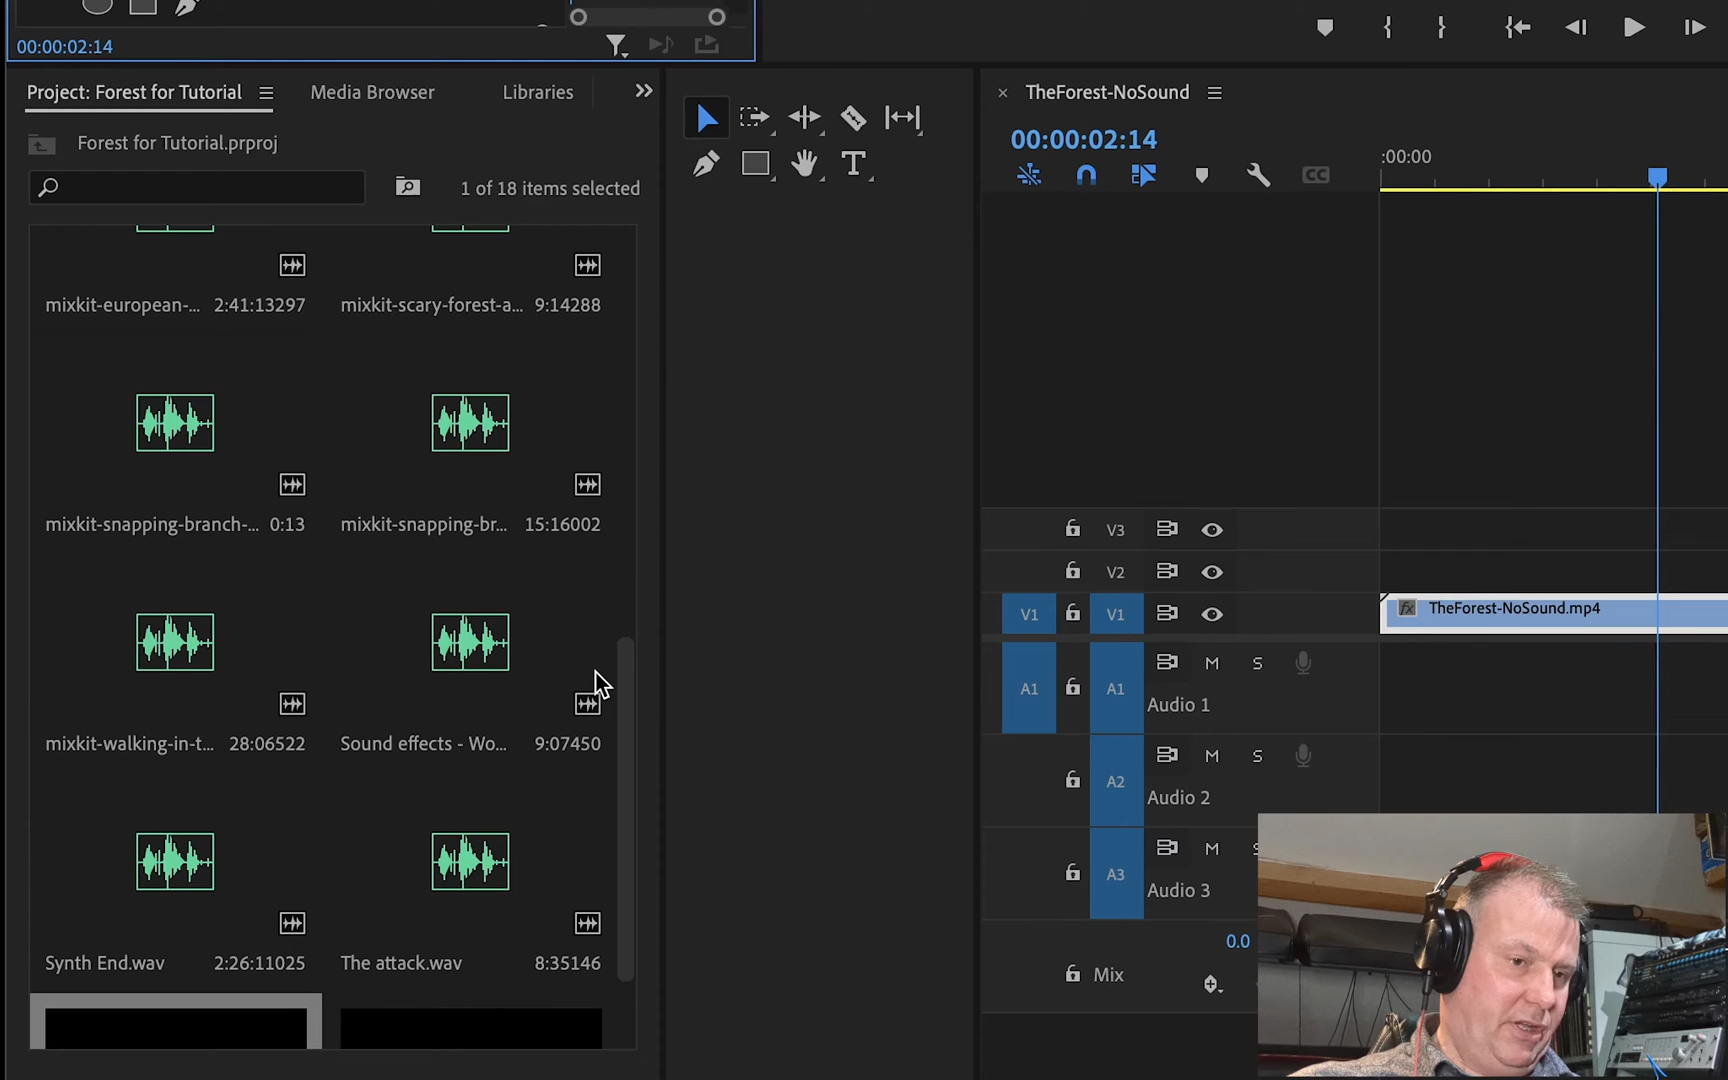 00:00:02:14
Project: Forest for Tutorial
Media Browser
Libraries
Forest for Tutorial.prproj
1 of 18 items selected
mixkit-european-... 2:41:13297
mixkit-scary-forest-a... 9:14288
mixkit-snapping-branch-... 0:13
mixkit-snapping-br... 15:16002
mixkit-walking-in-t... 28:06522
Sound effects - Wo... 9:07450
Synth End.wav 2:26:11025
The attack.wav 8:35146
TheForest-NoSound
00:00:02:14
:00:00
CC
V3
V2
V1 V1
TheForest-NoSound.mp4
A1 A1 M S
Audio 1
A2 M S
Audio 2
A3 M S
Audio 3
0.0
Mix